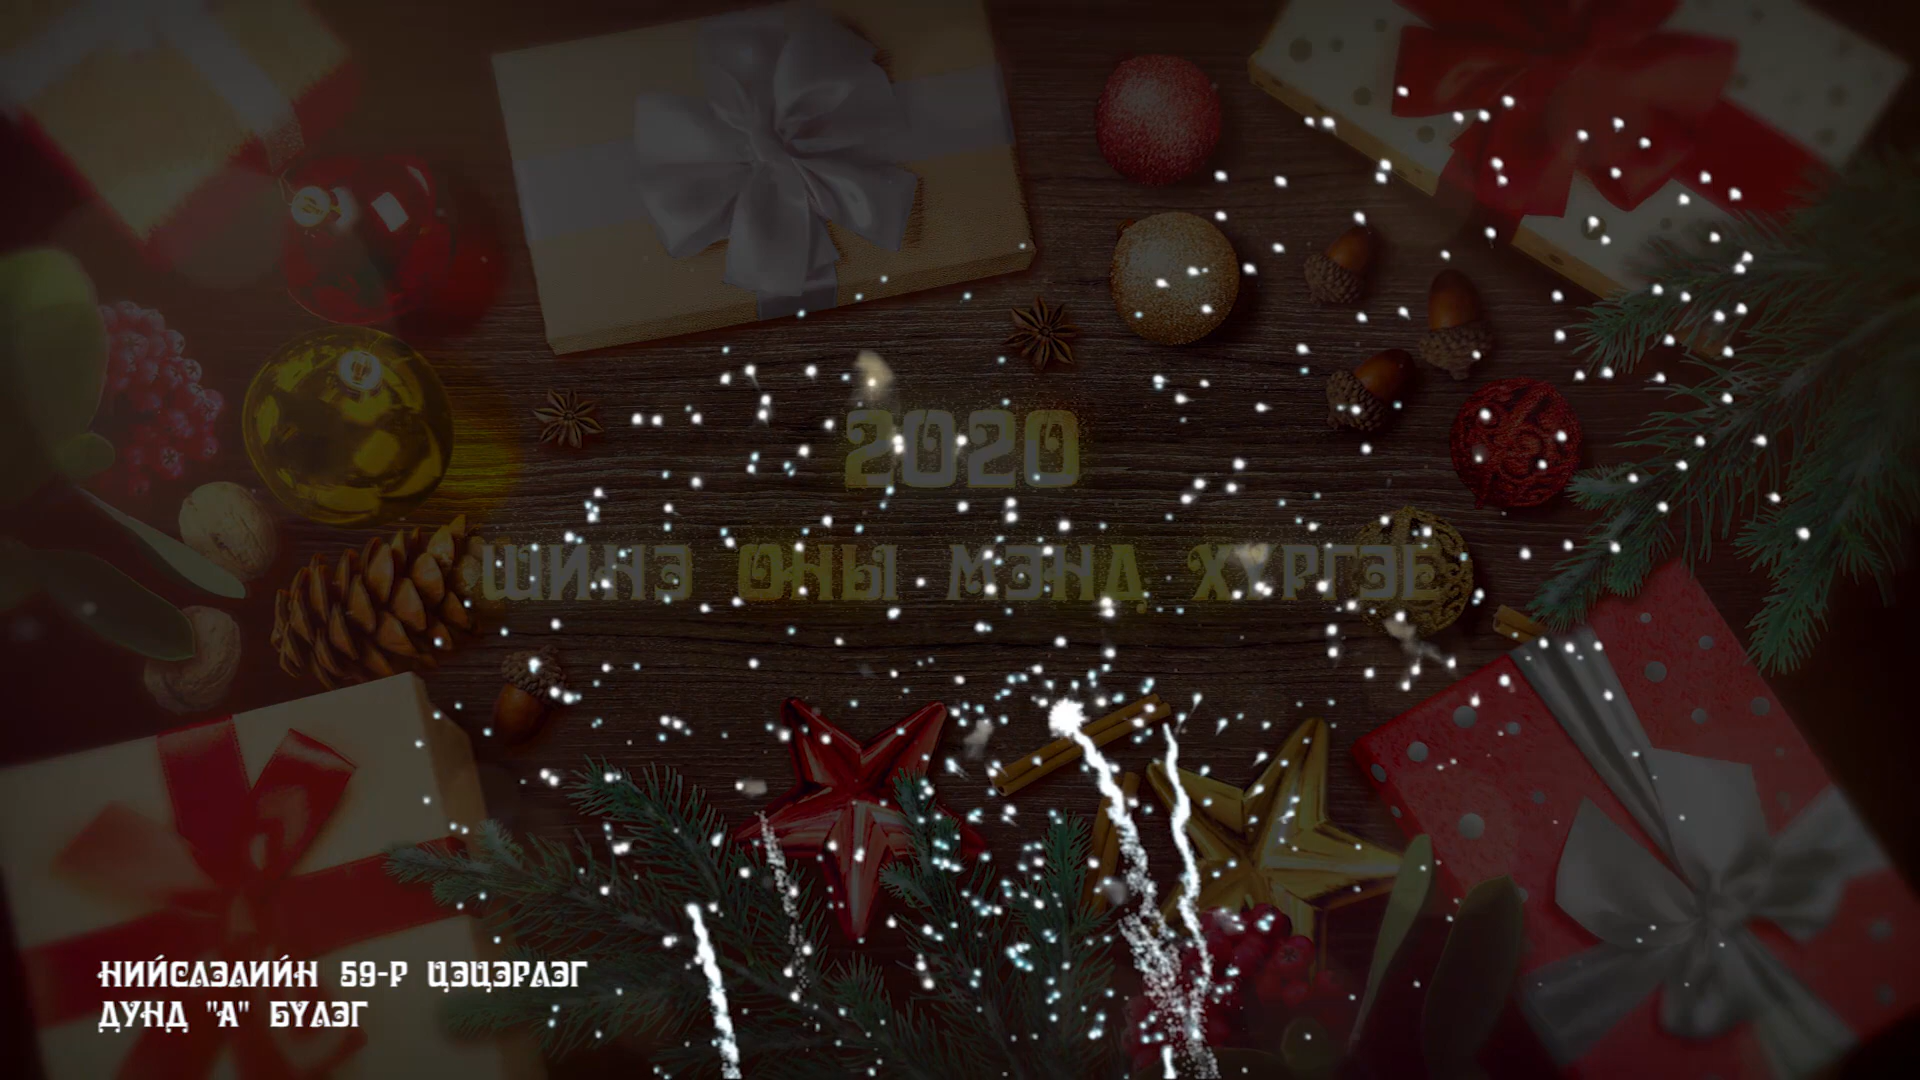 2020
ШИНЭ ОНЫ МЭНД ХҮРГЭЕ
НИЙСЛЭЛИЙН 59-Р ЦЭЦЭРЛЭГ
ДУНД "А" БҮЛЭГ